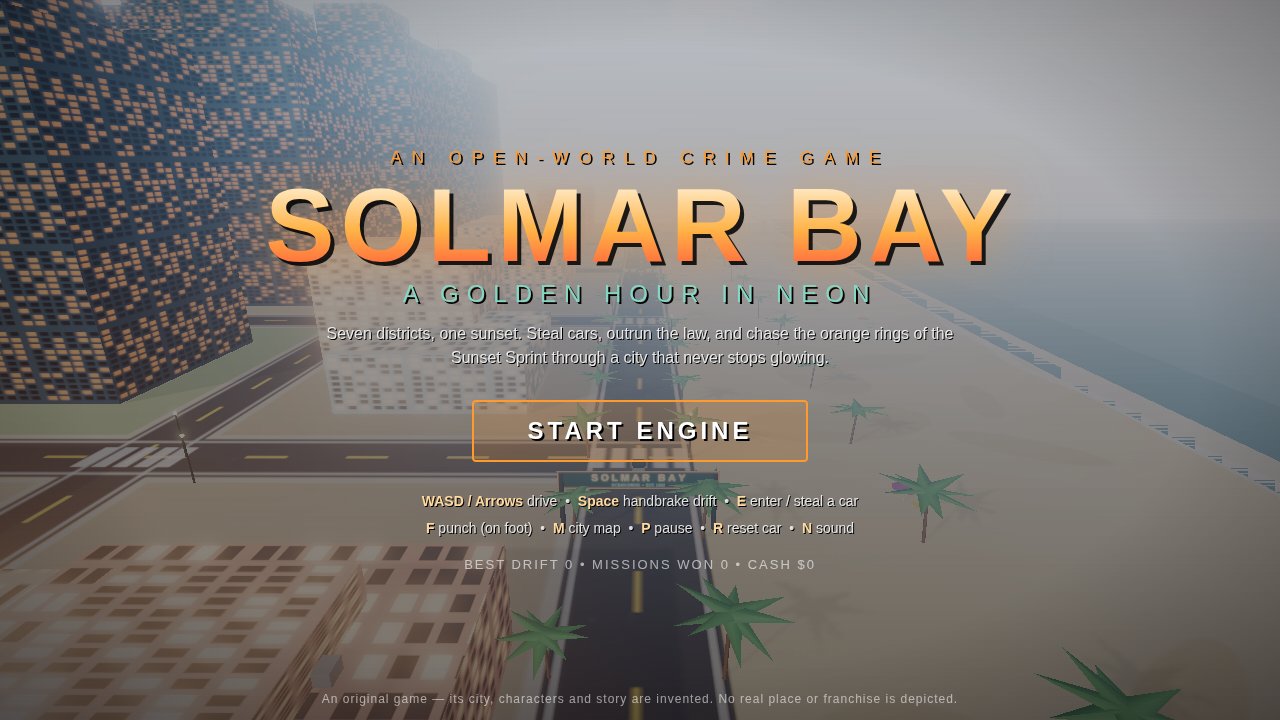 AN OPEN-WORLD CRIME GAME
SOLMAR BAY
A GOLDEN HOUR IN NEON
Seven districts, one sunset. Steal cars, outrun the law, and chase the orange rings of the
Sunset Sprint through a city that never stops glowing.
START ENGINE
SOLMAR BAY
WASD / Arrows drive • Space handbrake drift • E enter / steal a car
F punch (on foot) • M city map • P pause • R reset car • N sound
BEST DRIFT 0 • MISSIONS WON 0 • CASH $0
An original game — its city, characters and story are invented. No real place or franchise is depicted.